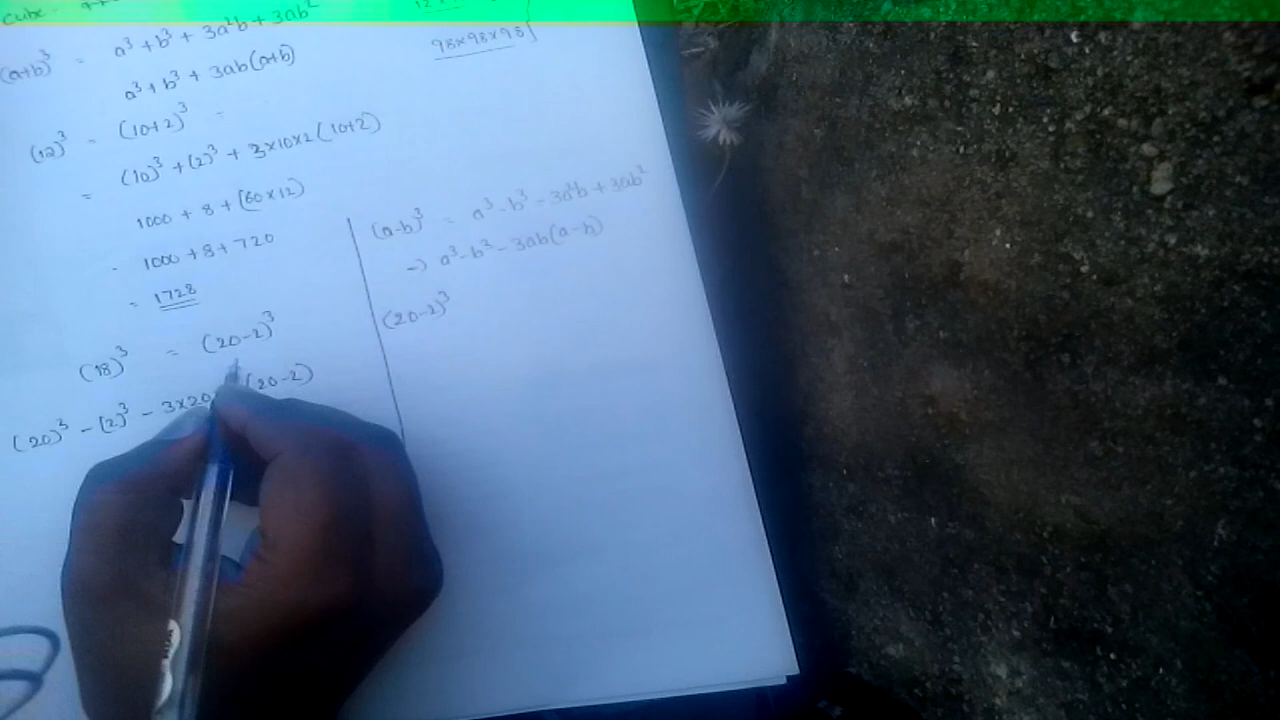 Cube -
(a+b)³ = a³ + b³ + 3a²b + 3ab²
a³ + b³ + 3ab(a+b)
98×98×98
(12)³ = (10+2)³ =
= (10)³ + (2)³ + 3×10×2(10+2)
1000 + 8 + (60×12)
1000 + 8 + 720
= 1728
(18)³ = (20-2)³
(20)³ - (2)³ - 3×20 (20-2)
(a-b)³ = a³ - b³ - 3a²b + 3ab²
=) a³ - b³ - 3ab(a-b)
(20-2)³